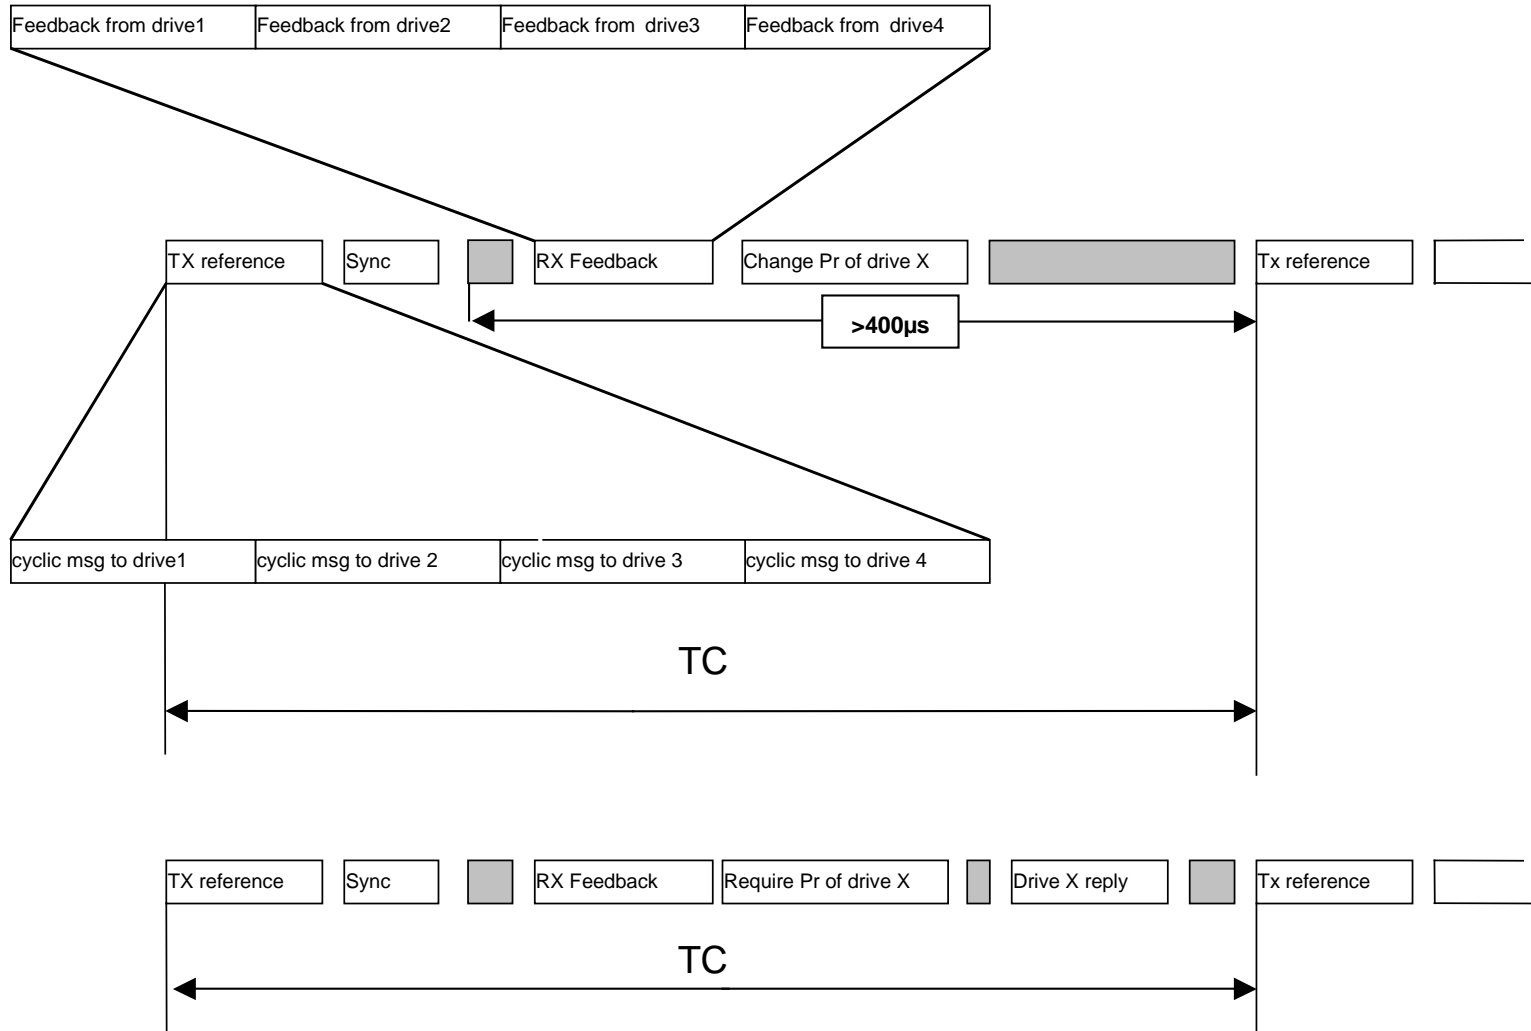 Feedback from drive1
Feedback from drive2
Feedback from  drive3
Feedback from  drive4
TX reference
Sync
RX Feedback
Change Pr of drive X
Tx reference
>400µs
cyclic msg to drive1
cyclic msg to drive 2
cyclic msg to drive 3
cyclic msg to drive 4
TC
TX reference
Sync
RX Feedback
Require Pr of drive X
Drive X reply
Tx reference
TC